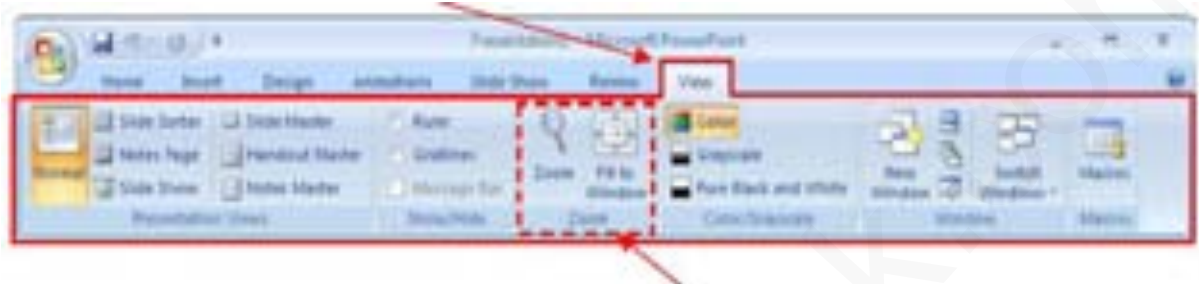 Presentation1 - Microsoft PowerPoint
Home Insert Design Animations Slide Show Review View
Normal
Slide Sorter
Notes Page
Slide Show
Slide Master
Handout Master
Notes Master
Presentation Views
Ruler
Gridlines
Message Bar
Show/Hide
Zoom
Fit to
Window
Zoom
Color
Grayscale
Pure Black and White
Color/Grayscale
New
Window
Switch
Windows
Window
Macros
Macros